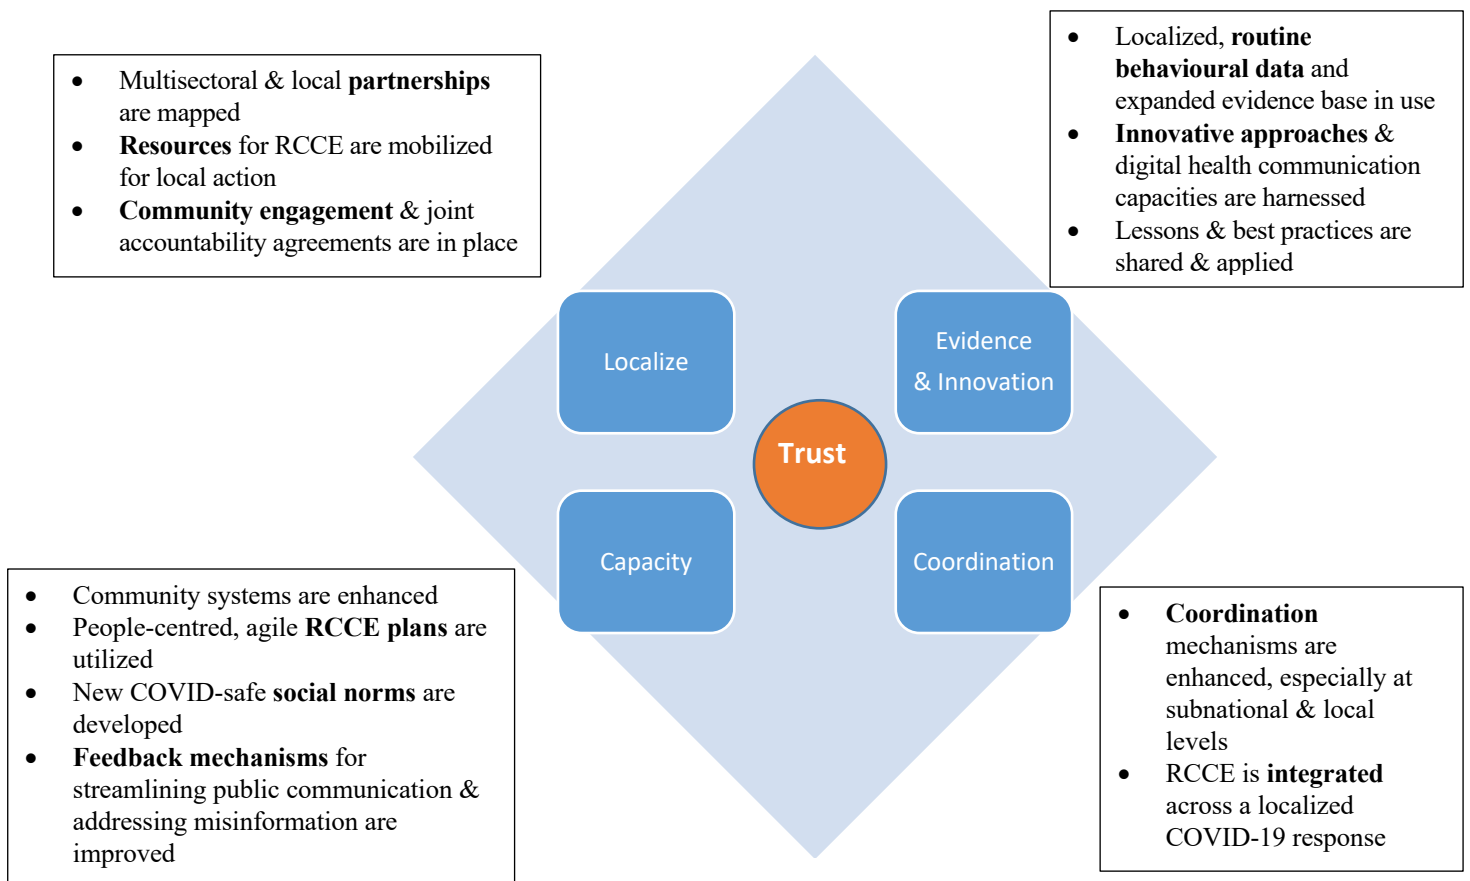 • Multisectoral & local partnerships
are mapped
• Resources for RCCE are mobilized
for local action
• Community engagement & joint
accountability agreements are in place
• Localized, routine
behavioural data and
expanded evidence base in use
• Innovative approaches &
digital health communication
capacities are harnessed
• Lessons & best practices are
shared & applied
Localize
Evidence
& Innovation
Trust
Capacity
Coordination
• Community systems are enhanced
• People-centred, agile RCCE plans are
utilized
• New COVID-safe social norms are
developed
• Feedback mechanisms for
streamlining public communication &
addressing misinformation are
improved
• Coordination
mechanisms are
enhanced, especially at
subnational & local
levels
• RCCE is integrated
across a localized
COVID-19 response